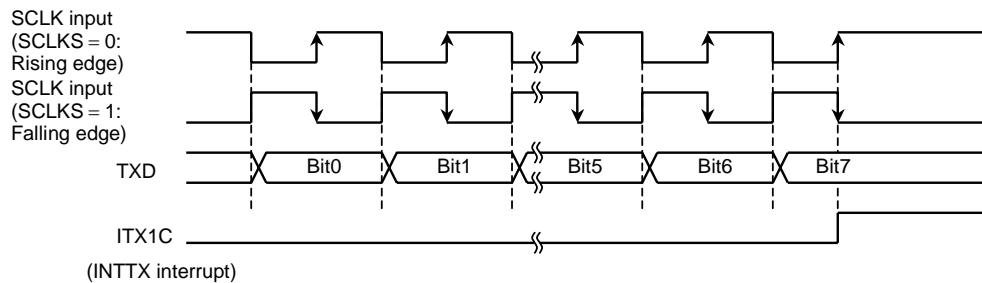 SCLK input
(SCLKS = 0:
Rising edge)
SCLK input
(SCLKS = 1:
Falling edge)
TXD
Bit0 Bit1 Bit5 Bit6 Bit7
ITX1C
(INTTX interrupt)